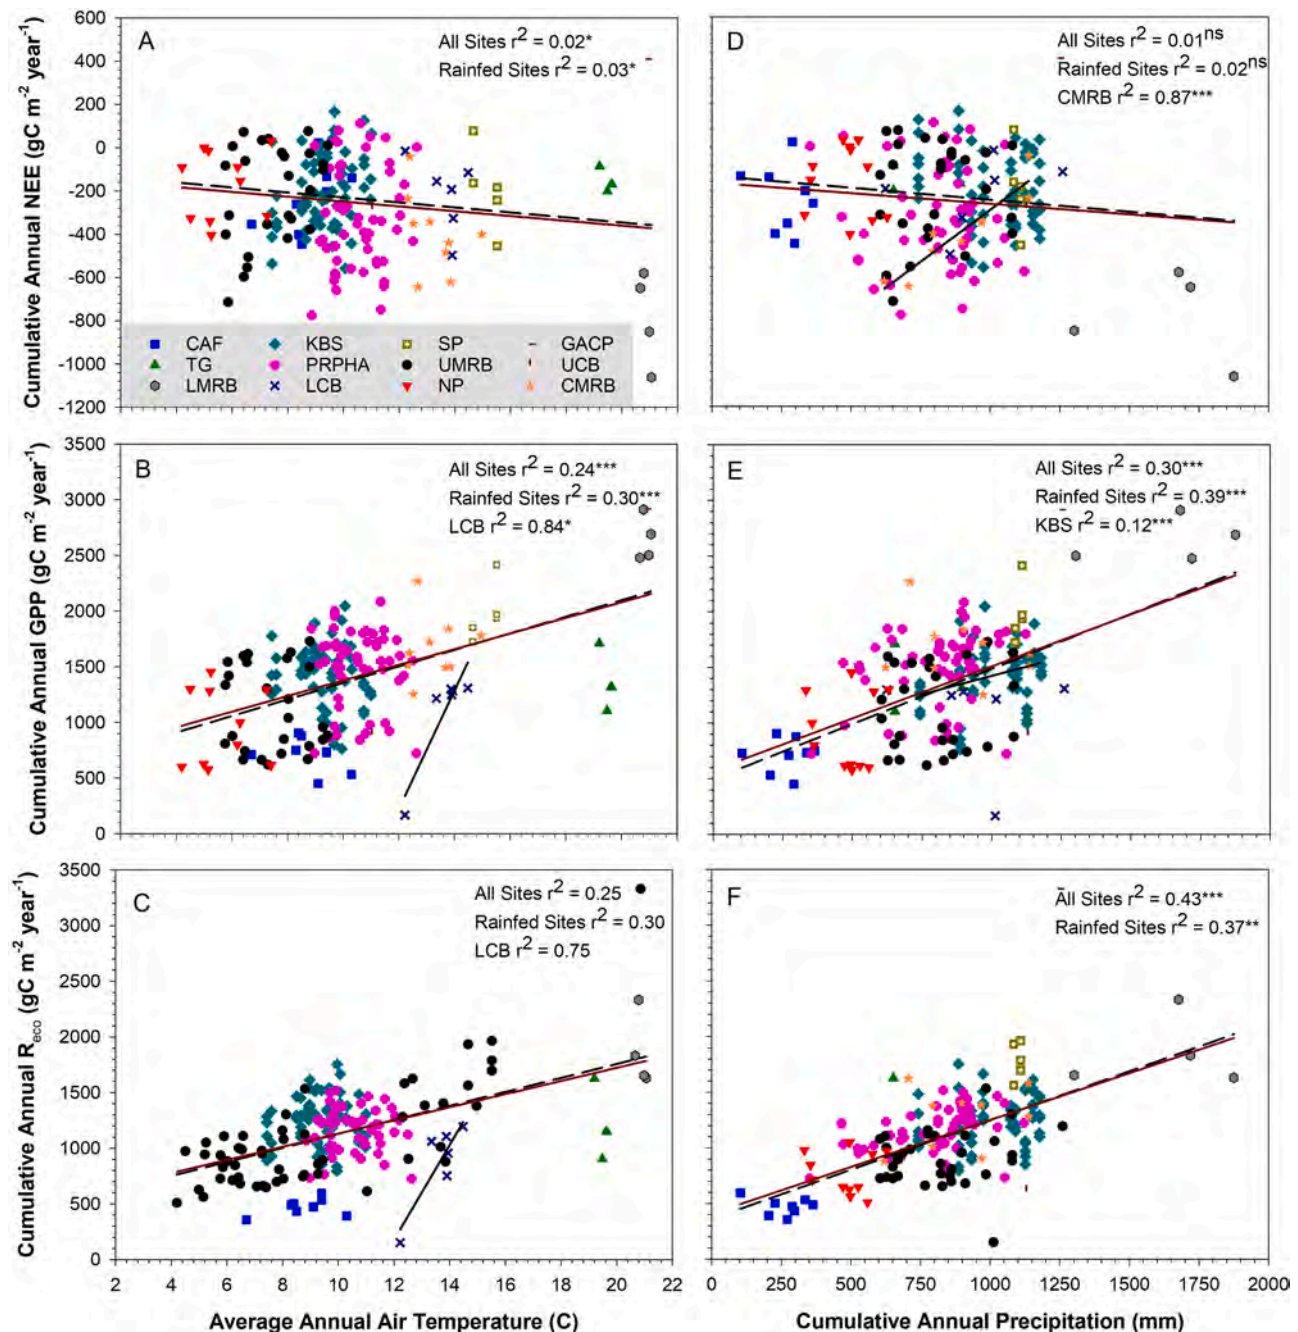 A
All Sites r2 = 0.02*
Rainfed Sites r2 = 0.03*
Cumulative Annual NEE (gC m-2 year-1)
600
400
200
0
-200
-400
-600
-800
-1000
-1200
CAF
KBS
SP
GACP
TG
PRPHA
UMRB
UCB
LMRB
LCB
NP
CMRB
D
All Sites r2 = 0.01ns
Rainfed Sites r2 = 0.02ns
CMRB r2 = 0.87***
B
All Sites r2 = 0.24***
Rainfed Sites r2 = 0.30***
LCB r2 = 0.84*
Cumulative Annual GPP (gC m-2 year-1)
3500
3000
2500
2000
1500
1000
500
0
E
All Sites r2 = 0.30***
Rainfed Sites r2 = 0.39***
KBS r2 = 0.12***
C
All Sites r2 = 0.25
Rainfed Sites r2 = 0.30
LCB r2 = 0.75
Cumulative Annual Reco (gC m-2 year-1)
3500
3000
2500
2000
1500
1000
500
0
F
All Sites r2 = 0.43***
Rainfed Sites r2 = 0.37**
2 4 6 8 10 12 14 16 18 20 22
0 250 500 750 1000 1250 1500 1750 2000
Average Annual Air Temperature (C)
Cumulative Annual Precipitation (mm)